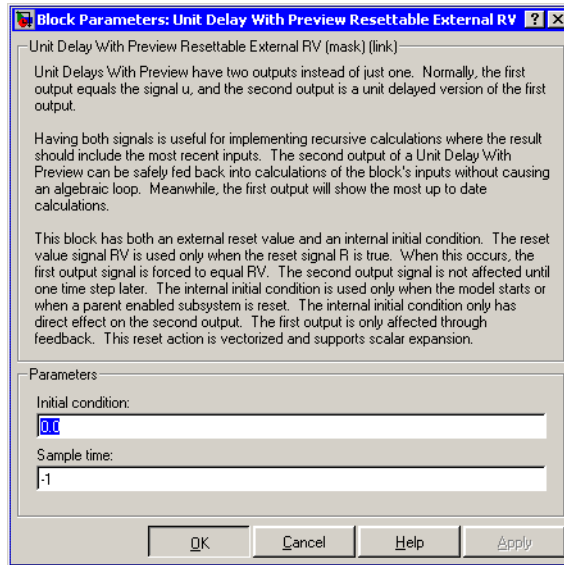 Block Parameters: Unit Delay With Preview Resettable External RV
Unit Delay With Preview Resettable External RV (mask) (link)
Unit Delays With Preview have two outputs instead of just one. Normally, the first
output equals the signal u, and the second output is a unit delayed version of the first
output.
Having both signals is useful for implementing recursive calculations where the result
should include the most recent inputs. The second output of a Unit Delay With
Preview can be safely fed back into calculations of the block's inputs without causing
an algebraic loop. Meanwhile, the first output will show the most up to date
calculations.
This block has both an external reset value and an internal initial condition. The reset
value signal RV is used only when the reset signal R is true. When this occurs, the
first output signal is forced to equal RV. The second output signal is not affected until
one time step later. The internal initial condition is used only when the model starts or
when a parent enabled subsystem is reset. The internal initial condition only has
direct effect on the second output. The first output is only affected through
feedback. This reset action is vectorized and supports scalar expansion.
Parameters
Initial condition:
0.0
Sample time:
-1
OK Cancel Help Apply